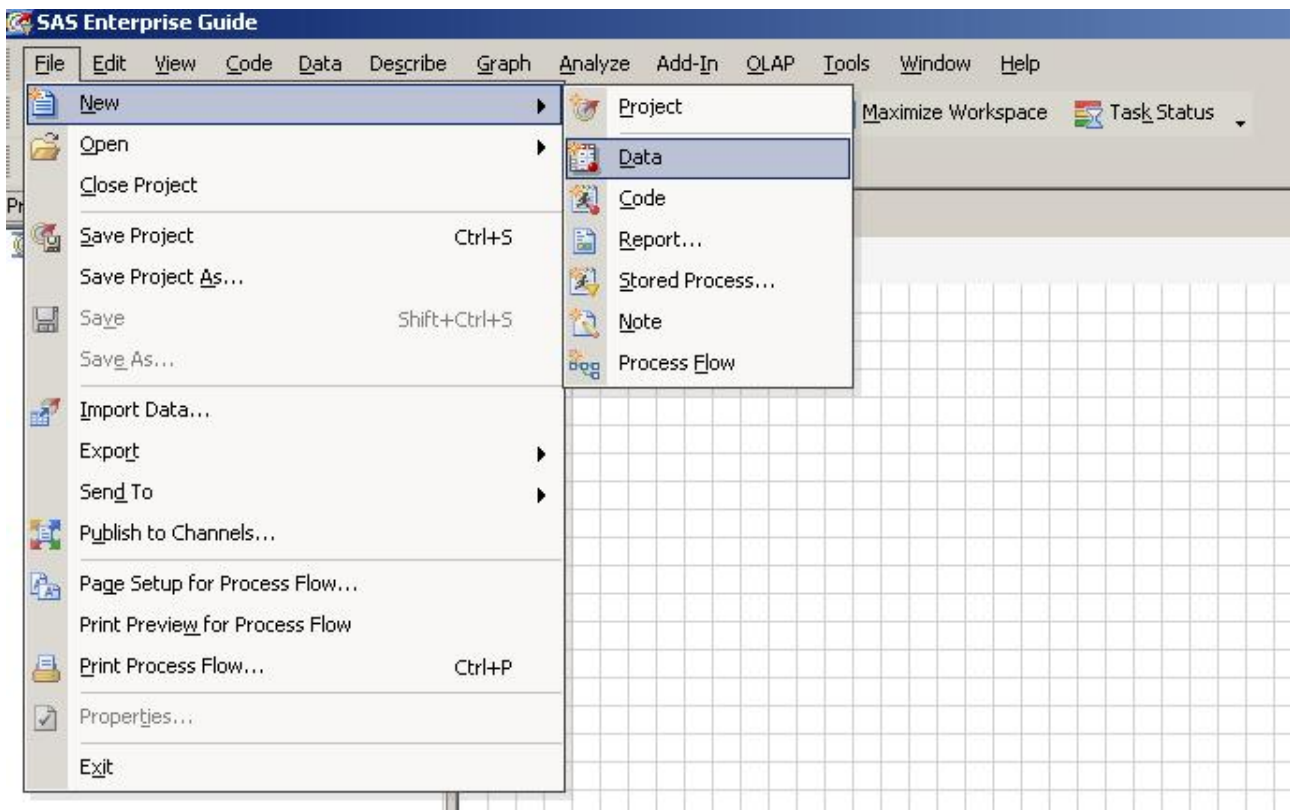 SAS Enterprise Guide
File Edit View Code Data Describe Graph Analyze Add-In OLAP Tools Window Help
Maximize Workspace Task Status
New
Open
Close Project
Save Project Ctrl+S
Save Project As...
Save Shift+Ctrl+S
Save As...
Import Data...
Export
Send To
Publish to Channels...
Page Setup for Process Flow...
Print Preview for Process Flow
Print Process Flow... Ctrl+P
Properties...
Exit
Project
Data
Code
Report...
Stored Process...
Note
Process Flow
Pr